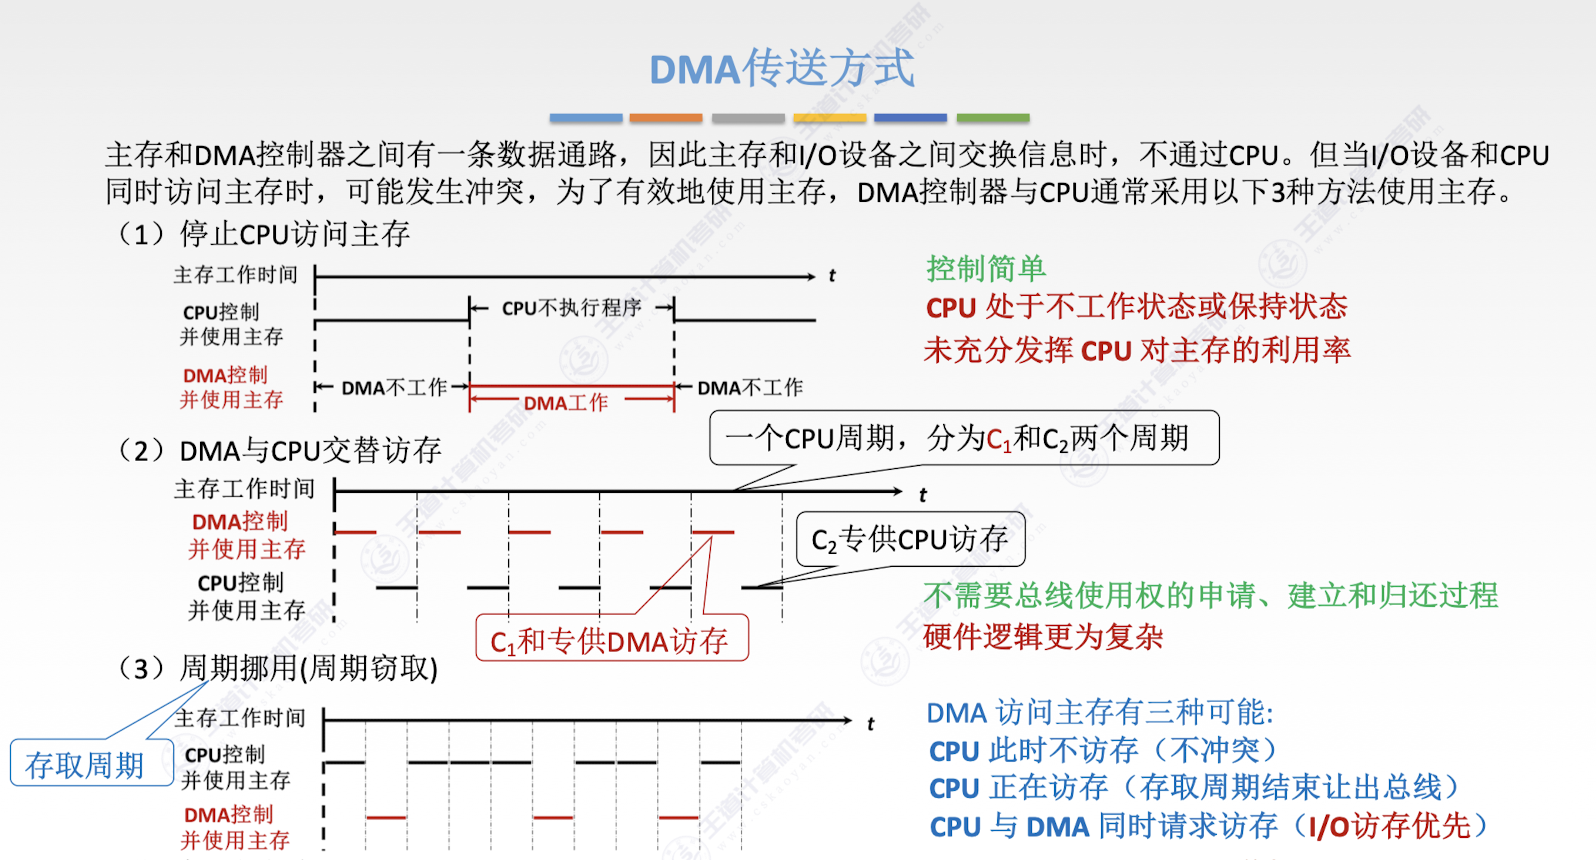 DMA传送方式
主存和DMA控制器之间有一条数据通路，因此主存和I/O设备之间交换信息时，不通过CPU。但当I/O设备和CPU
同时访问主存时，可能发生冲突，为了有效地使用主存，DMA控制器与CPU通常采用以下3种方法使用主存。
（1）停止CPU访问主存
主存工作时间
t
CPU控制
并使用主存
CPU不执行程序
DMA控制
并使用主存
DMA不工作
DMA工作
DMA不工作
控制简单
CPU 处于不工作状态或保持状态
未充分发挥 CPU 对主存的利用率
（2）DMA与CPU交替访存
一个CPU周期，分为C1和C2两个周期
主存工作时间
t
DMA控制
并使用主存
C2专供CPU访存
CPU控制
并使用主存
C1和专供DMA访存
不需要总线使用权的申请、建立和归还过程
硬件逻辑更为复杂
（3）周期挪用(周期窃取)
存取周期
主存工作时间
t
CPU控制
并使用主存
DMA控制
并使用主存
DMA 访问主存有三种可能:
CPU 此时不访存（不冲突）
CPU 正在访存（存取周期结束让出总线）
CPU 与 DMA 同时请求访存（I/O访存优先）
王道计算机考研
www.cskaoyan.com